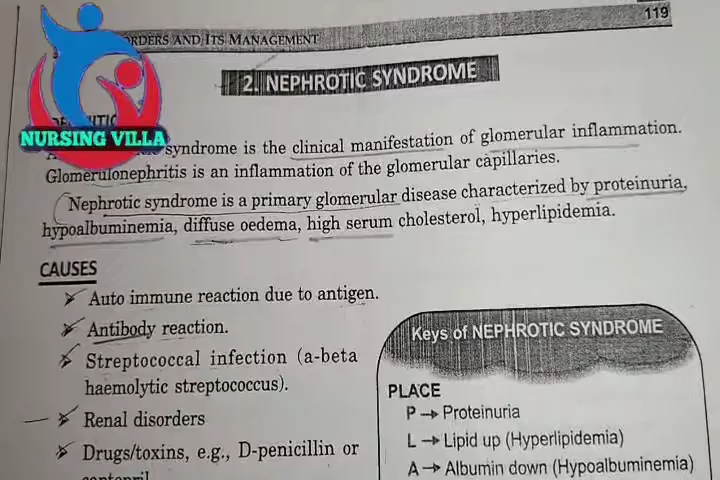 119
ORDERS AND ITS MANAGEMENT
2. NEPHROTIC SYNDROME
NURSING VILLA
syndrome is the clinical manifestation of glomerular inflammation.
Glomerulonephritis is an inflammation of the glomerular capillaries.
Nephrotic syndrome is a primary glomerular disease characterized by proteinuria,
hypoalbuminemia, diffuse oedema, high serum cholesterol, hyperlipidemia.
CAUSES
➢ Auto immune reaction due to antigen.
➢ Antibody reaction.
➢ Streptococcal infection (a-beta
haemolytic streptococcus).
➢ Renal disorders
➢ Drugs/toxins, e.g., D-penicillin or
Keys of NEPHROTIC SYNDROME
PLACE
P → Proteinuria
L → Lipid up (Hyperlipidemia)
A → Albumin down (Hypoalbuminemia)